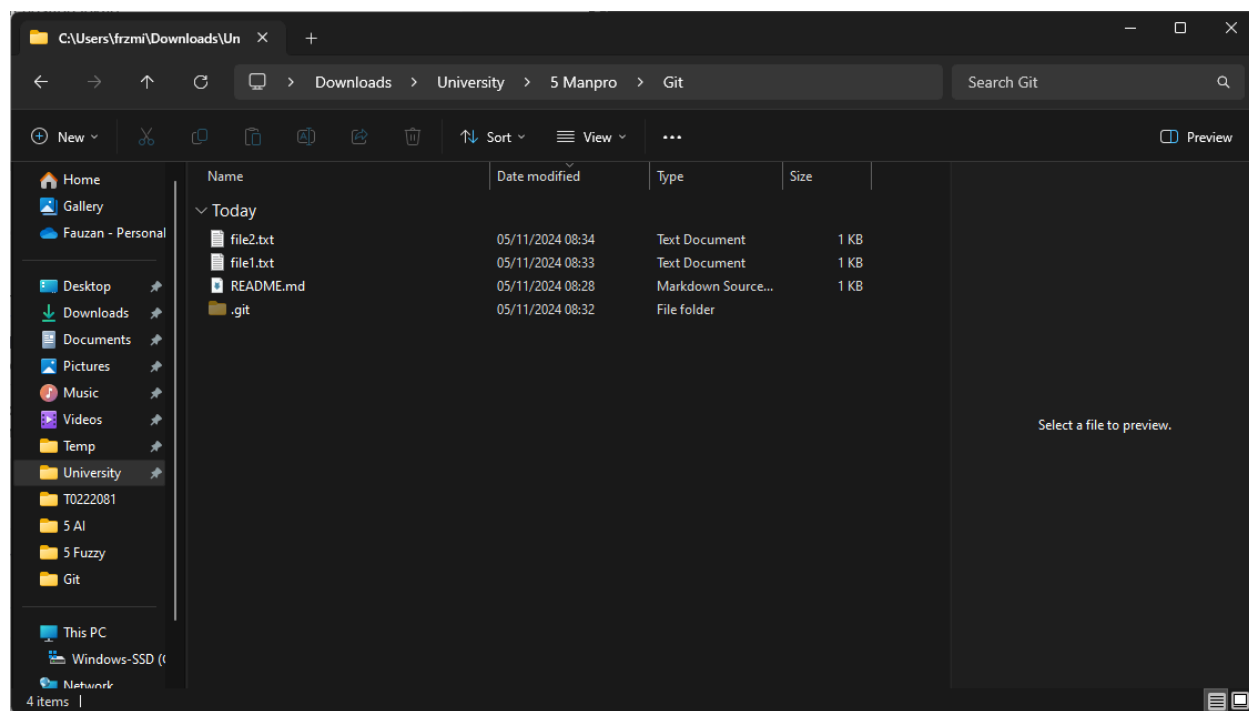 C:\Users\frzmi\Downloads\Un
Downloads > University > 5 Manpro > Git
Search Git
New Sort View Preview
Name Date modified Type Size
Today
file2.txt 05/11/2024 08:34 Text Document 1 KB
file1.txt 05/11/2024 08:33 Text Document 1 KB
README.md 05/11/2024 08:28 Markdown Source... 1 KB
.git 05/11/2024 08:32 File folder
Home
Gallery
Fauzan - Personal
Desktop
Downloads
Documents
Pictures
Music
Videos
Temp
University
T0222081
5 AI
5 Fuzzy
Git
This PC
Windows-SSD (
Network
Select a file to preview.
4 items